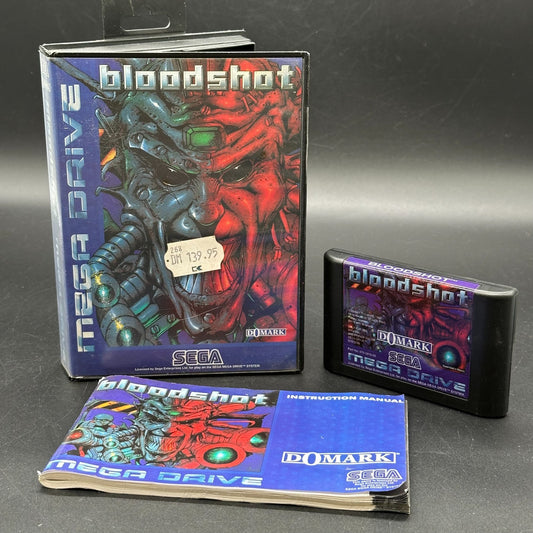 bloodshot
MEGA DRIVE
268
DM 139.95
DOMARK
SEGA
Licensed by Sega Enterprises Ltd. for play on the SEGA MEGA DRIVE™ SYSTEM.
BLOODSHOT
bloodshot
DOMARK
SEGA
MEGA DRIVE
bloodshot
INSTRUCTION MANUAL
DOMARK
SEGA
MEGA DRIVE